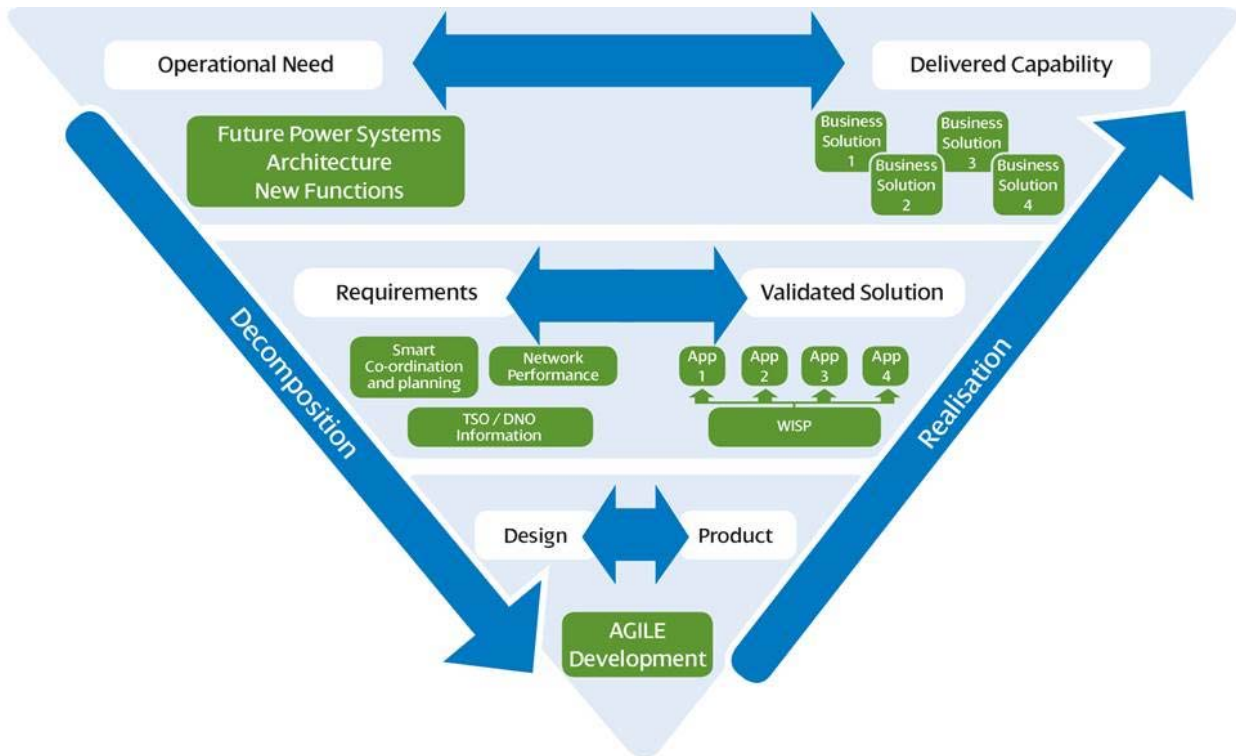 Operational Need
Delivered Capability
Future Power Systems
Architecture
New Functions
Business
Solution
1
Business
Solution
2
Business
Solution
3
Business
Solution
4
Decomposition
Realisation
Requirements
Validated Solution
Smart
Co-ordination
and planning
Network
Performance
TSO / DNO
Information
App
1
App
2
App
3
App
4
WISP
Design
Product
AGILE
Development